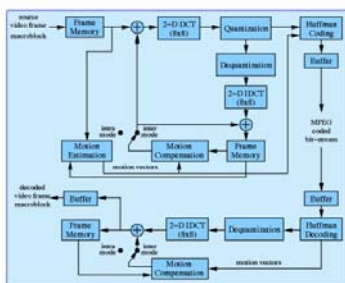 source
video frame
macroblock
Frame
Memory
2-D DCT
(8x8)
Quantization
Huffman
Coding
Dequantization
Buffer
2-D IDCT
(8x8)
intra
mode
inter
mode
MPEG
coded
bit-stream
Motion
Estimation
Motion
Compensation
Frame
Memory
motion vectors
decoded
video frame
macroblock
Buffer
Buffer
Frame
Memory
2-D IDCT
(8x8)
Dequantization
Huffman
Decoding
intra
mode
inter
mode
Motion
Compensation
motion vectors